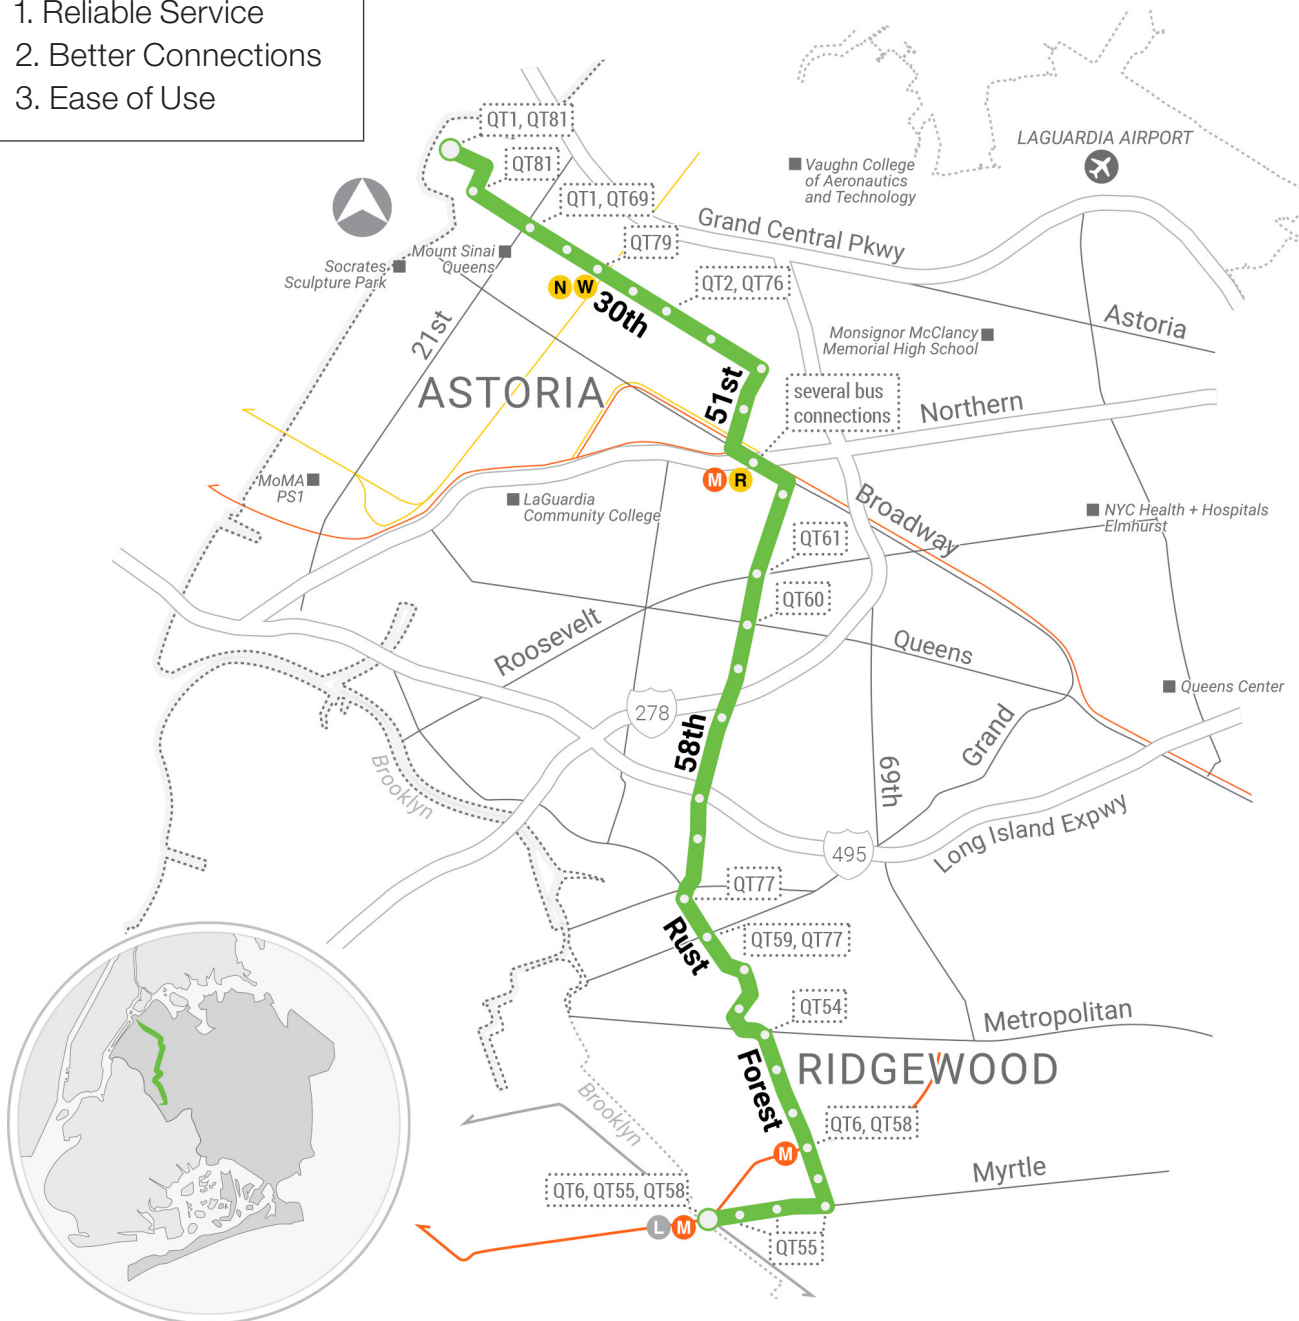 1. Reliable Service
2. Better Connections
3. Ease of Use
QT1, QT81
LAGUARDIA AIRPORT
QT81
Vaughn College
of Aeronautics
and Technology
QT1, QT69
Grand Central Pkwy
QT79
Mount Sinai
Queens
Socrates
Sculpture Park
QT2, QT76
N W
30th
21st
Astoria
Monsignor McClancy
Memorial High School
ASTORIA
51st
several bus
connections
Northern
MoMA
PS1
M R
LaGuardia
Community College
Broadway
NYC Health + Hospitals
Elmhurst
QT61
QT60
Roosevelt
Queens
Queens Center
278
58th
Grand
69th
Brooklyn
Long Island Expwy
495
QT77
Rust
QT59, QT77
QT54
Metropolitan
Forest
RIDGEWOOD
Brooklyn
QT6, QT58
M
Myrtle
QT6, QT55, QT58
L M
QT55